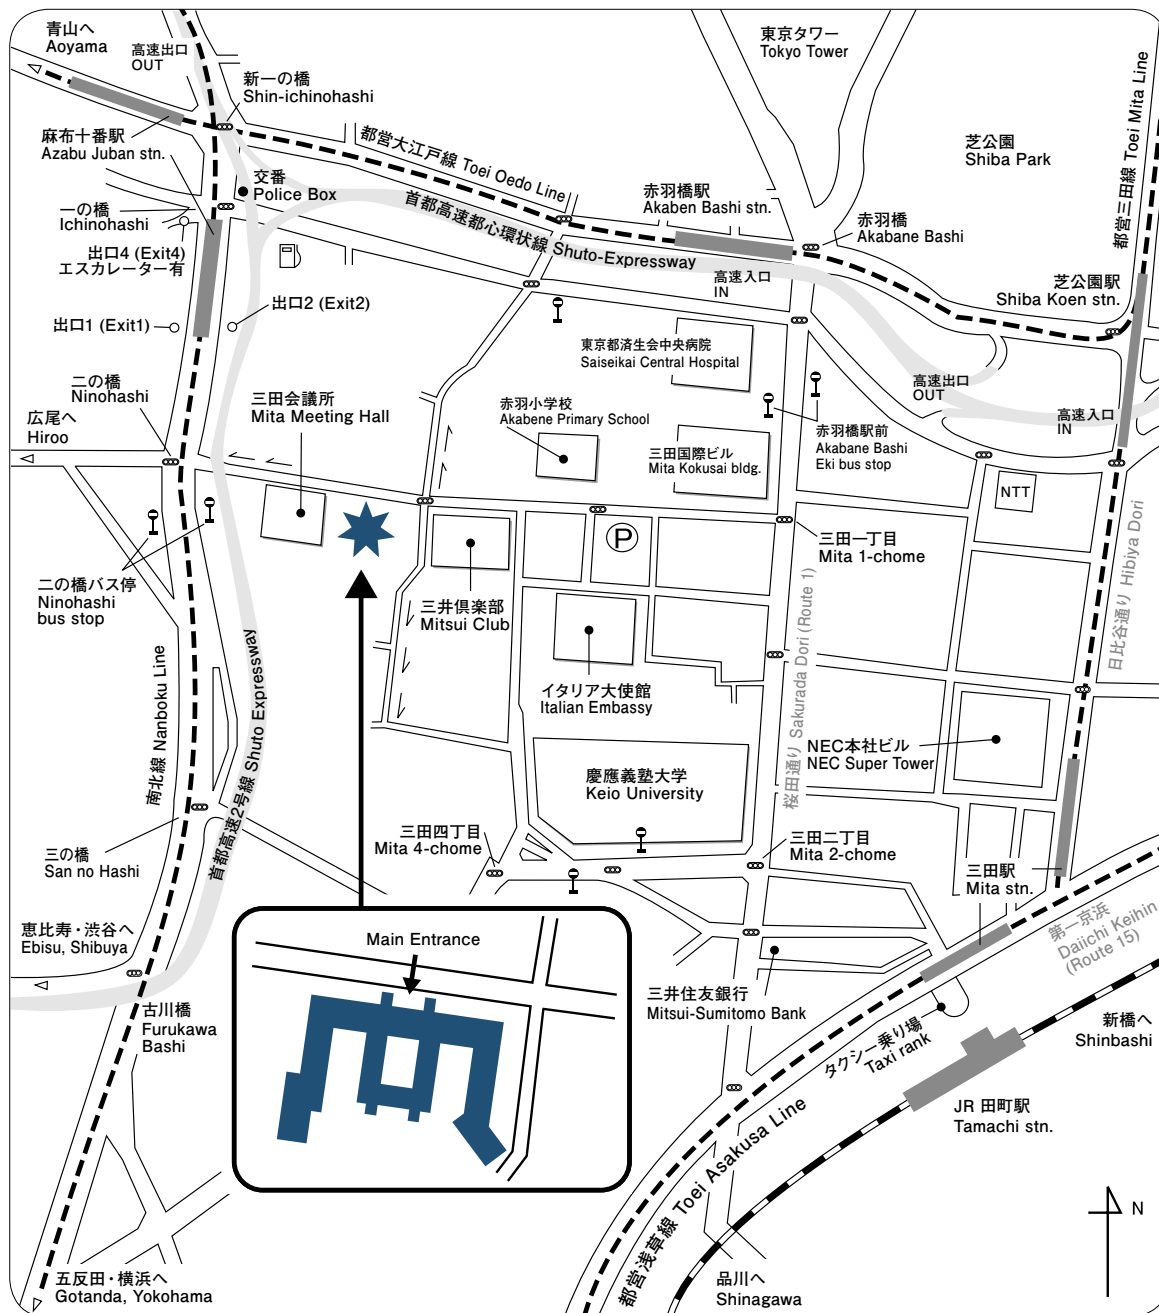 青山へ
Aoyama
高速出口
OUT
新一の橋
Shin-ichinohashi
東京タワー
Tokyo Tower
麻布十番駅
Azabu Juban stn.
都営大江戸線 Toei Oedo Line
芝公園
Shiba Park
都営三田線 Toei Mita Line
交番
Police Box
一の橋
Ichinohashi
首都高速都心環状線 Shuto-Expressway
赤羽橋駅
Akaben Bashi stn.
赤羽橋
Akabane Bashi
出口4 (Exit4)
エスカレーター有
高速入口
IN
芝公園駅
Shiba Koen stn.
出口1 (Exit1)
出口2 (Exit2)
東京都済生会中央病院
Saiseikai Central Hospital
二の橋
Ninohashi
三田会議所
Mita Meeting Hall
赤羽小学校
Akabene Primary School
高速出口
OUT
高速入口
IN
広尾へ
Hiroo
三田国際ビル
Mita Kokusai bldg.
赤羽橋駅前
Akabane Bashi
Eki bus stop
NTT
P
三田一丁目
Mita 1-chome
日比谷通り Hibiya Dori
二の橋バス停
Ninohashi
bus stop
三井倶楽部
Mitsui Club
桜田通り Sakurada Dori (Route 1)
イタリア大使館
Italian Embassy
南北線 Nanboku Line
首都高速2号線 Shuto Expressway
慶應義塾大学
Keio University
NEC本社ビル
NEC Super Tower
三の橋
San no Hashi
三田四丁目
Mita 4-chome
三田二丁目
Mita 2-chome
三田駅
Mita stn.
恵比寿・渋谷へ
Ebisu, Shibuya
Main Entrance
第一京浜
Daiichi Keihin
(Route 15)
三井住友銀行
Mitsui-Sumitomo Bank
古川橋
Furukawa
Bashi
タクシー乗り場
Taxi rank
新橋へ
Shinbashi
JR 田町駅
Tamachi stn.
都営浅草線 Toei Asakusa Line
N
五反田・横浜へ
Gotanda, Yokohama
品川へ
Shinagawa